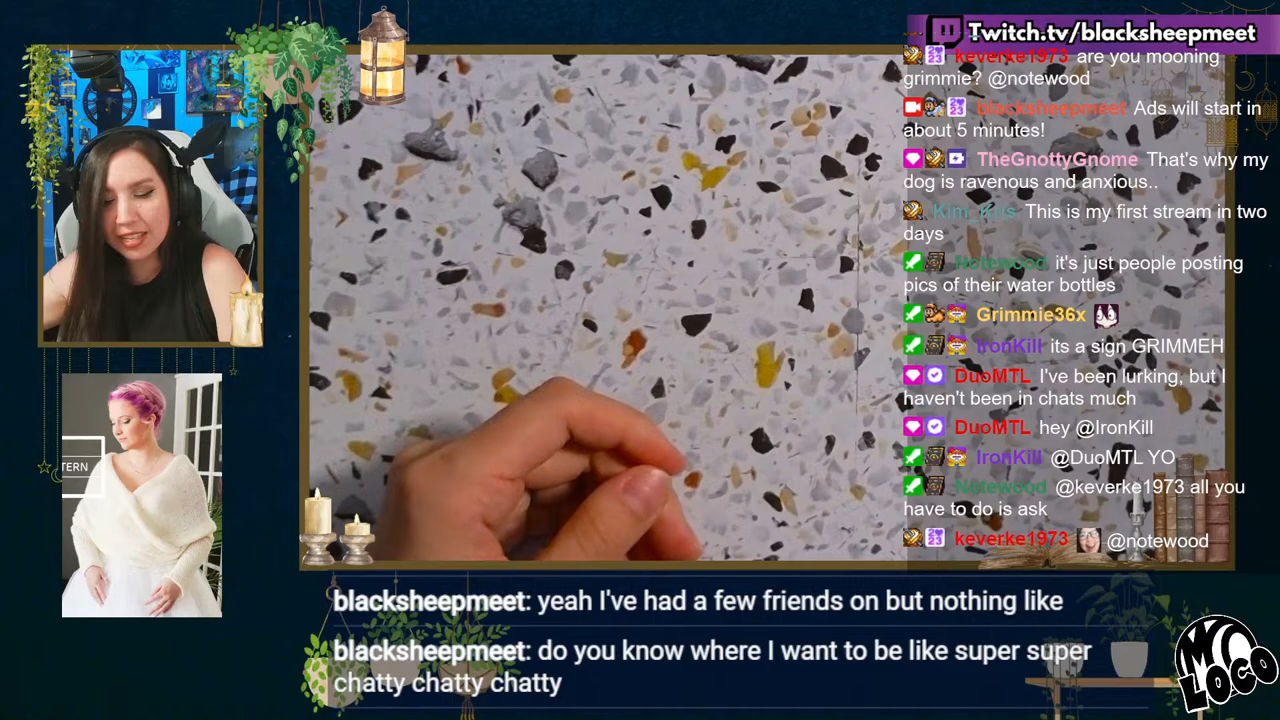 Twitch.tv/blacksheepmeet
keverke1973 are you mooning
grimmie? @notewood
blacksheepmeet Ads will start in
about 5 minutes!
TheGnottyGnome That's why my
dog is ravenous and anxious..
Kim_Kris This is my first stream in two
days
Notewood it's just people posting
pics of their water bottles
Grimmie36x
IronKill its a sign GRIMMEH
DuoMTL I've been lurking, but I
haven't been in chats much
DuoMTL hey @IronKill
IronKill @DuoMTL YO
Notewood @keverke1973 all you
have to do is ask
keverke1973 @notewood
TERN
blacksheepmeet: yeah I've had a few friends on but nothing like
blacksheepmeet: do you know where I want to be like super super
chatty chatty chatty
MC
LOCO